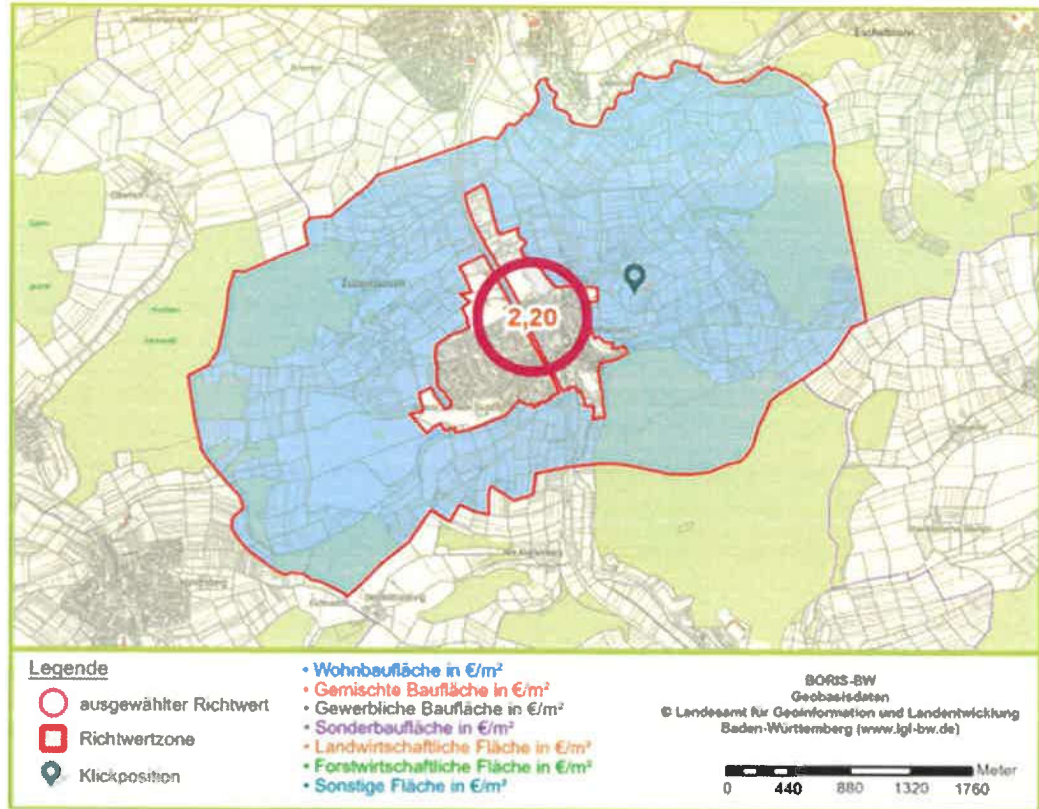 Zuzenhausen
2,20
Legende
ausgewählter Richtwert
Richtwertzone
Klickposition
• Wohnbaufläche in €/m²
• Gemischte Baufläche in €/m²
• Gewerbliche Baufläche in €/m²
• Sonderbaufläche in €/m²
• Landwirtschaftliche Fläche in €/m²
• Forstwirtschaftliche Fläche in €/m²
• Sonstige Fläche in €/m²
BORIS-BW
Geobasisdaten
© Landesamt für Geoinformation und Landentwicklung
Baden-Württemberg (www.lgl-bw.de)
Meter
0 440 880 1320 1760